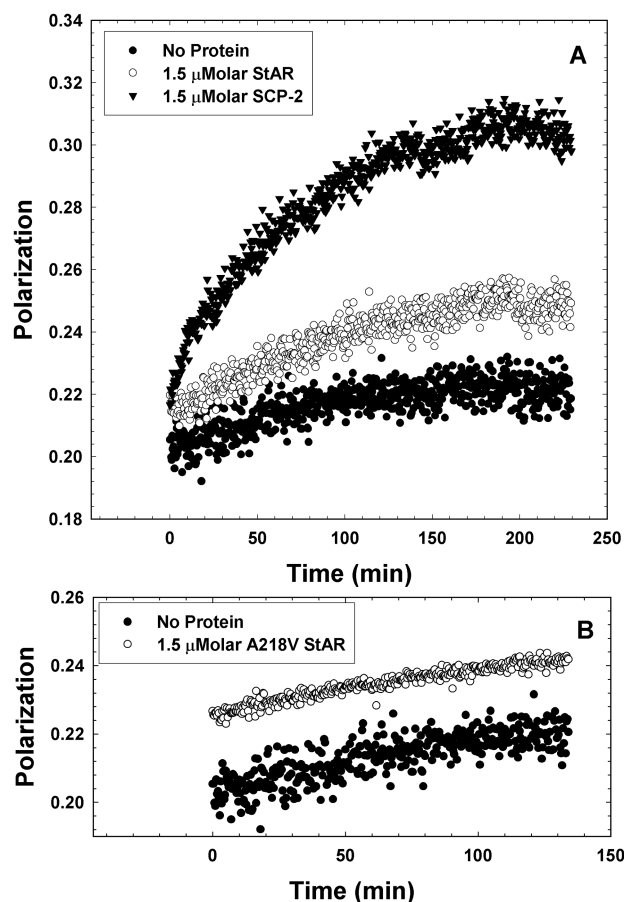 0.34
No Protein
1.5 μMolar StAR
1.5 μMolar SCP-2
A
0.32
0.30
0.28
0.26
0.24
0.22
0.20
0.18
Polarization
0 50 100 150 200 250
Time (min)
0.26
No Protein
1.5 μMolar A218V StAR
B
0.24
0.22
0.20
Polarization
0 50 100 150
Time (min)